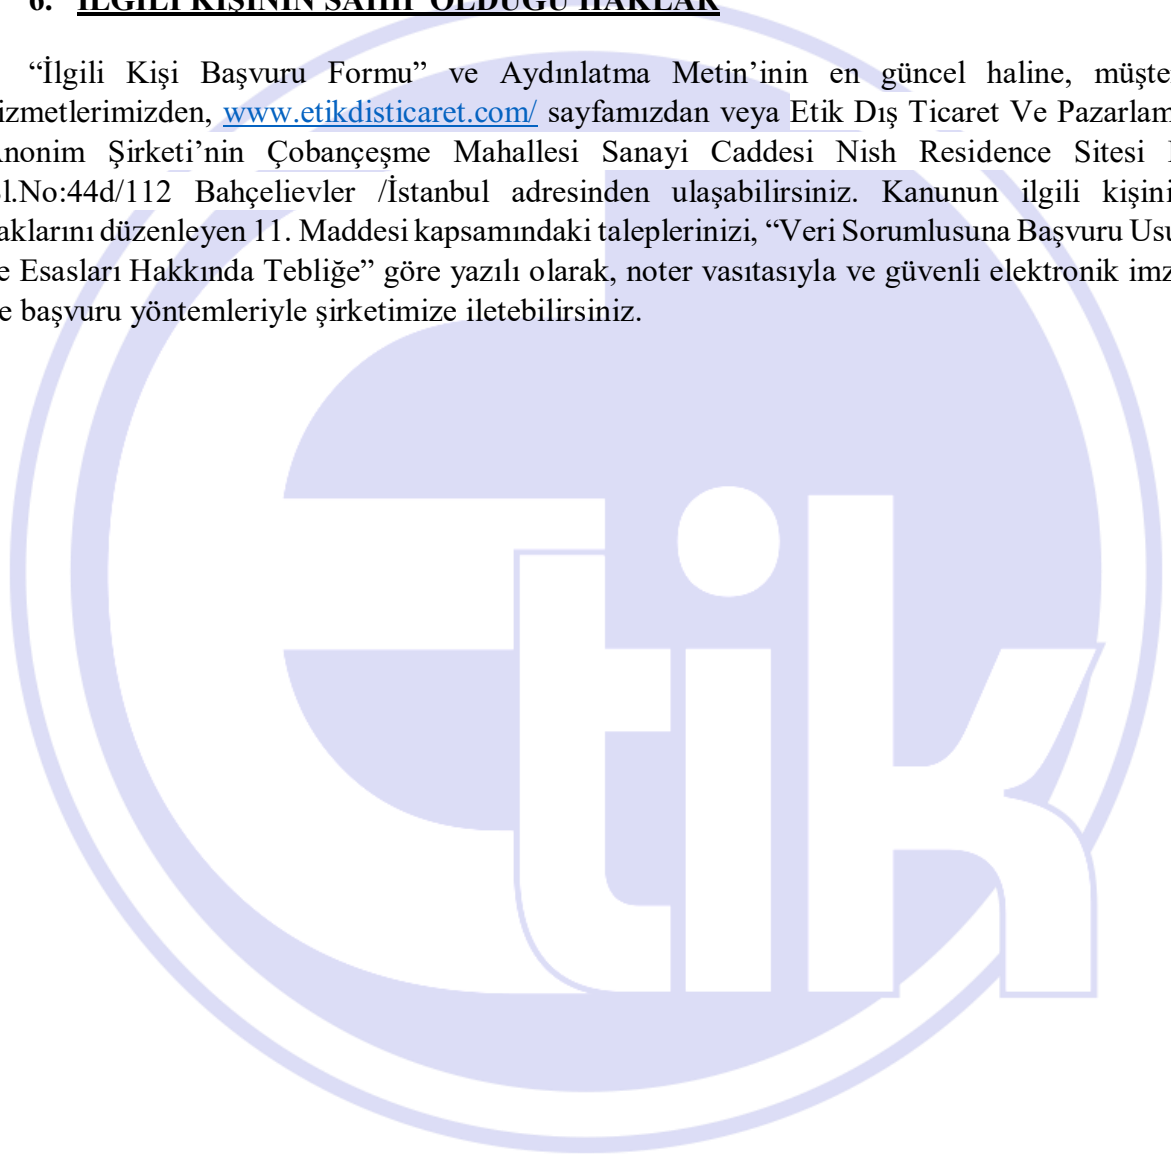 6. İLGİLİ KİŞİNİN SAHİP OLDUĞU HAKLAR
“İlgili Kişi Başvuru Formu” ve Aydınlatma Metin’inin en güncel haline, müşte
izmetlerimizden, www.etikdisticaret.com/ sayfamızdan veya Etik Dış Ticaret Ve Pazarlam
nonim Şirketi’nin Çobançeşme Mahallesi Sanayi Caddesi Nish Residence Sitesi
l.No:44d/112 Bahçelievler /İstanbul adresinden ulaşabilirsiniz. Kanunun ilgili kişini
aklarını düzenleyen 11. Maddesi kapsamındaki taleplerinizi, “Veri Sorumlusuna Başvuru Usu
e Esasları Hakkında Tebliğe” göre yazılı olarak, noter vasıtasıyla ve güvenli elektronik imz
e başvuru yöntemleriyle şirketimize iletebilirsiniz.
etik